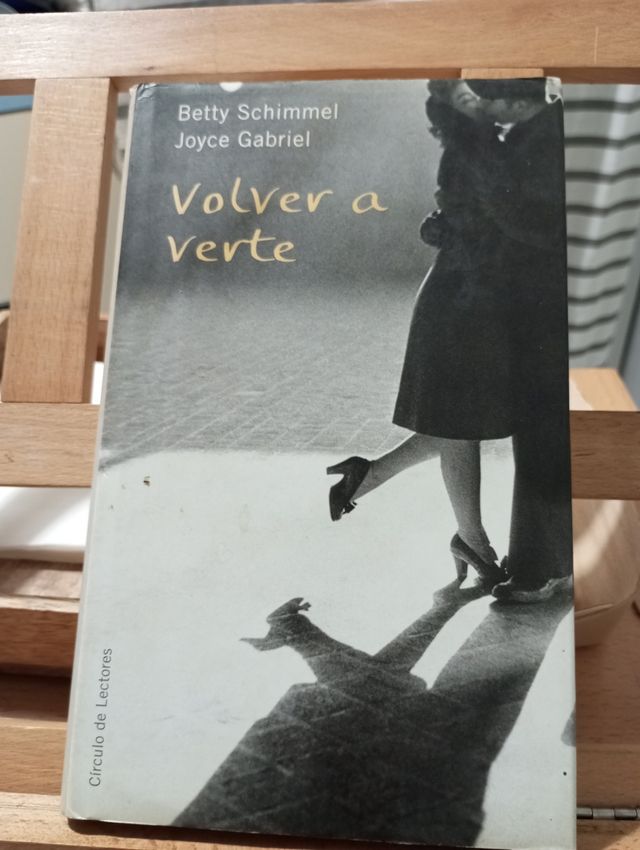 Betty Schimmel
Joyce Gabriel
Volver a
verte
Círculo de Lectores